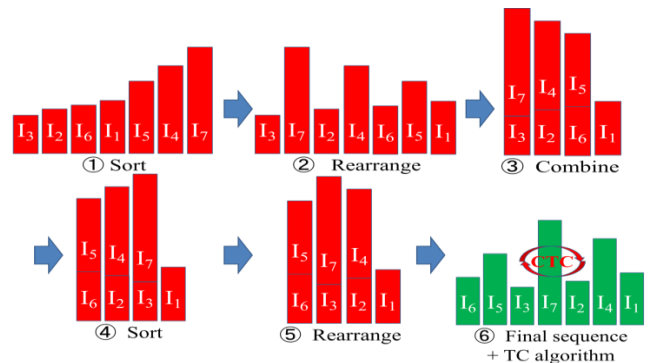 I3 I2 I6 I1 I5 I4 I7
① Sort
I3 I7 I2 I4 I6 I5 I1
② Rearrange
I7 I4 I5
I3 I2 I6 I1
③ Combine
I5 I4 I7
I6 I2 I3 I1
④ Sort
I5 I7 I4
I6 I3 I2 I1
⑤ Rearrange
CTC
I6 I5 I3 I7 I2 I4 I1
⑥ Final sequence
+ TC algorithm